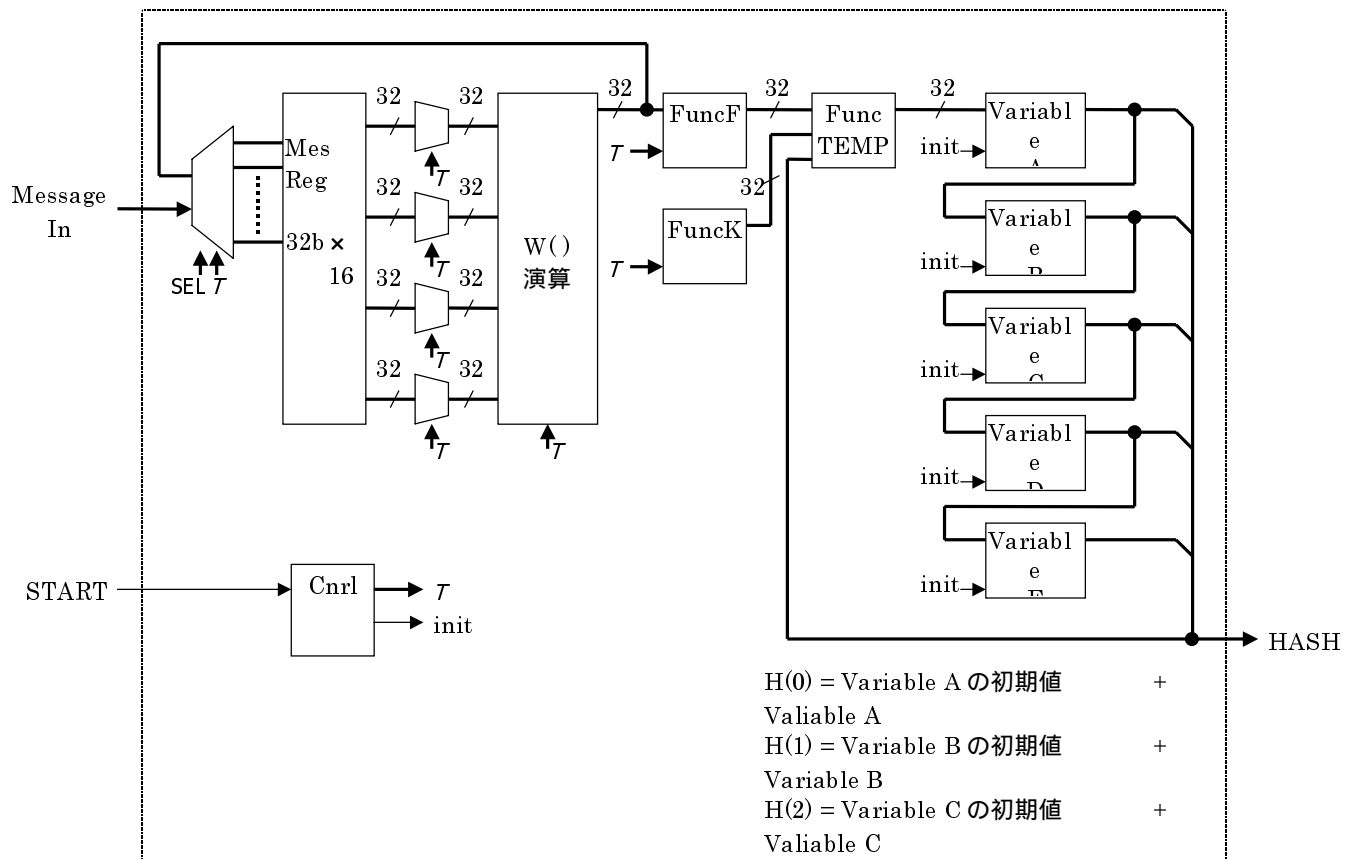 32
32
32
32
32
32
FuncF
Func
TEMP
Variabl
e
Mes
Reg
T
T
init
Message
In
32
32
32
FuncK
Variabl
e
W()
演算
32b ×
16
T
T
init
SEL T
32
32
Variabl
e
T
init
32
32
Variabl
e
T
T
init
Variabl
e
START
Cnrl
T
init
init
HASH
H(0) = Variable A の初期値 +
Valiable A
H(1) = Variable B の初期値 +
Variable B
H(2) = Variable C の初期値 +
Valiable C